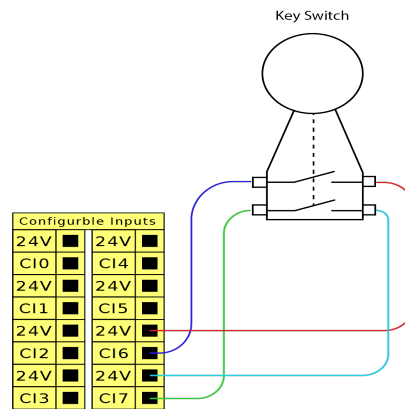 Key Switch
Configurble Inputs
24V 24V
CI0 CI4
24V 24V
CI1 CI5
24V 24V
CI2 CI6
24V 24V
CI3 CI7